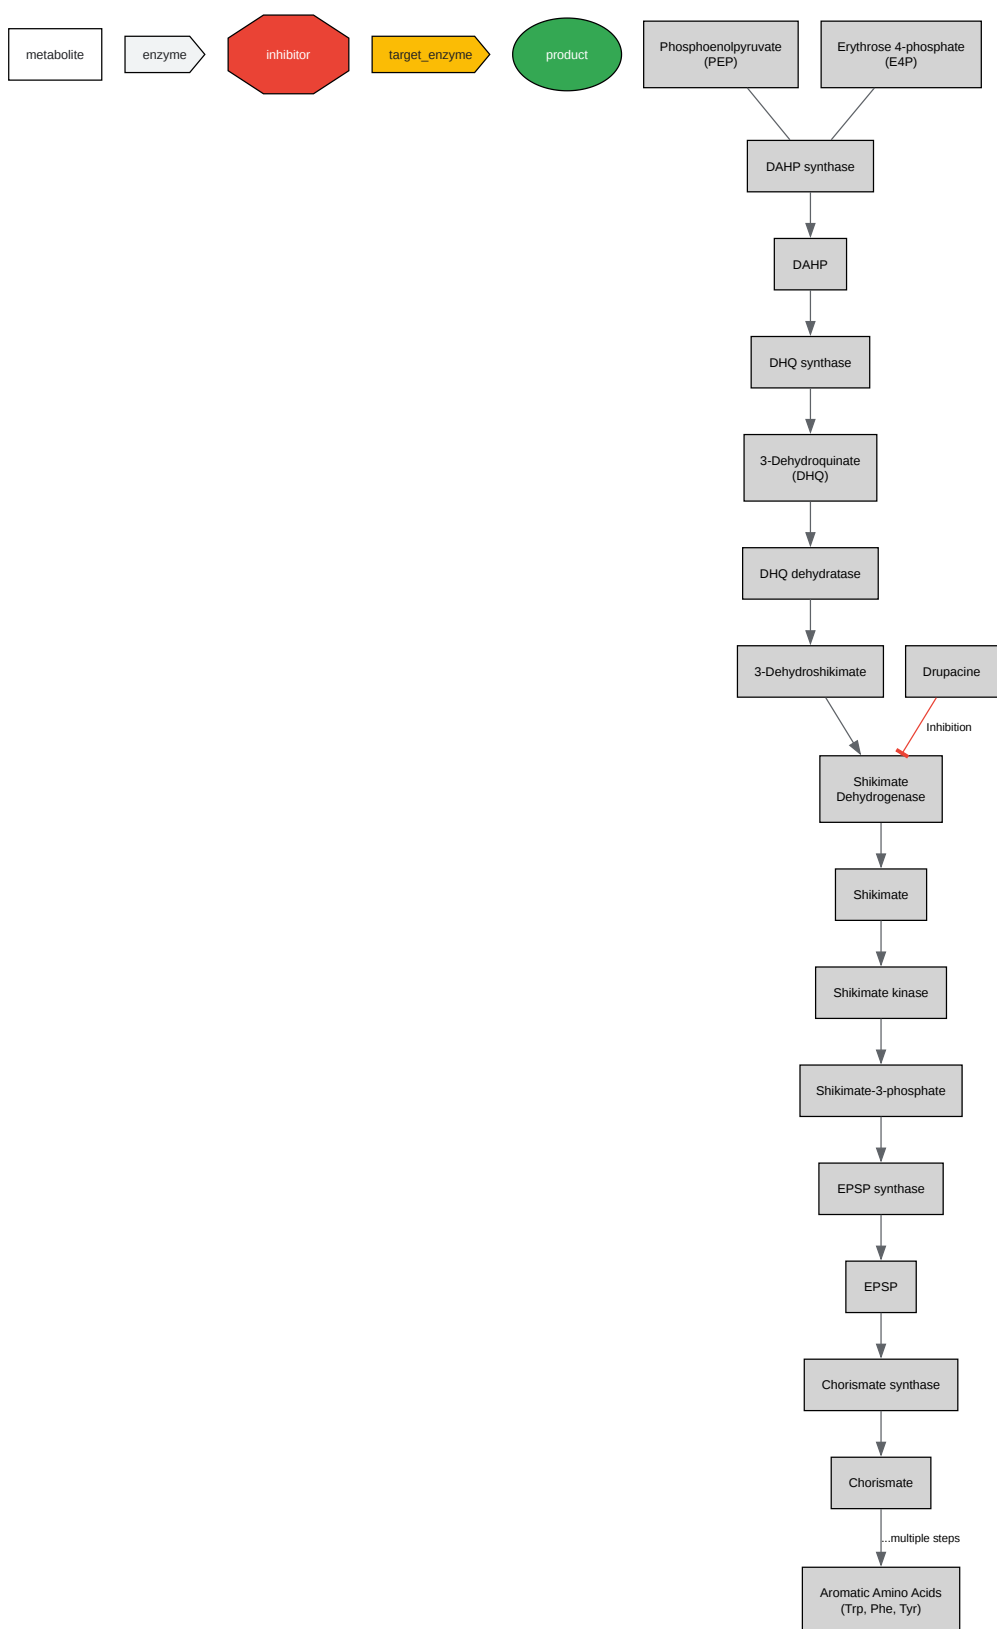 metabolite
enzyme
inhibitor
target_enzyme
product
Phosphoenolpyruvate
(PEP)
Erythrose 4-phosphate
(E4P)
DAHP synthase
DAHP
DHQ synthase
3-Dehydroquinate
(DHQ)
DHQ dehydratase
3-Dehydroshikimate
Drupacine
Inhibition
Shikimate
Dehydrogenase
Shikimate
Shikimate kinase
Shikimate-3-phosphate
EPSP synthase
EPSP
Chorismate synthase
Chorismate
...multiple steps
Aromatic Amino Acids
(Trp, Phe, Tyr)